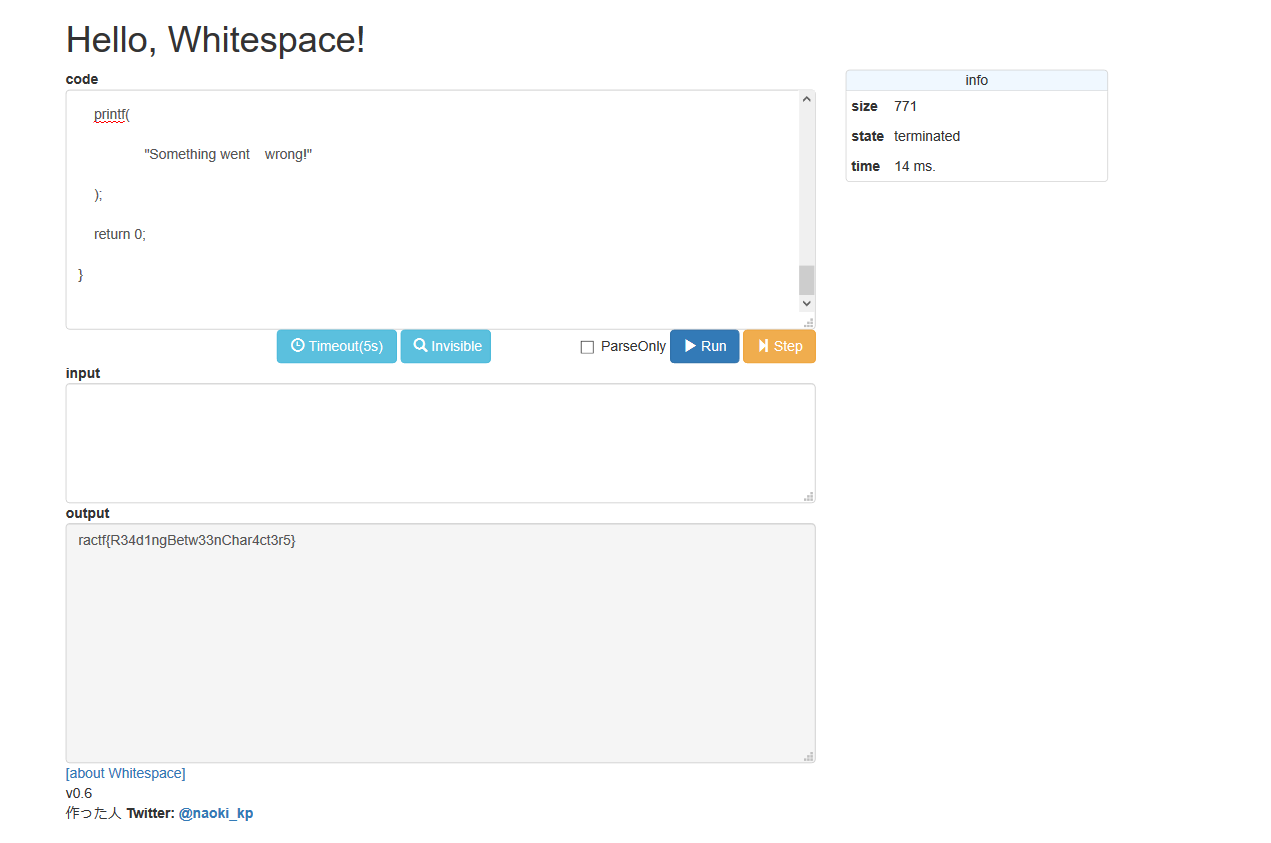 Hello, Whitespace!
code
info
printf(
size 771
state terminated
"Something went    wrong!"
time 14 ms.
);
return 0;
}
Timeout(5s) Invisible ParseOnly Run Step
input
output
ractf{R34d1ngBetw33nChar4ct3r5}
[about Whitespace]
v0.6
作った人 Twitter: @naoki_kp